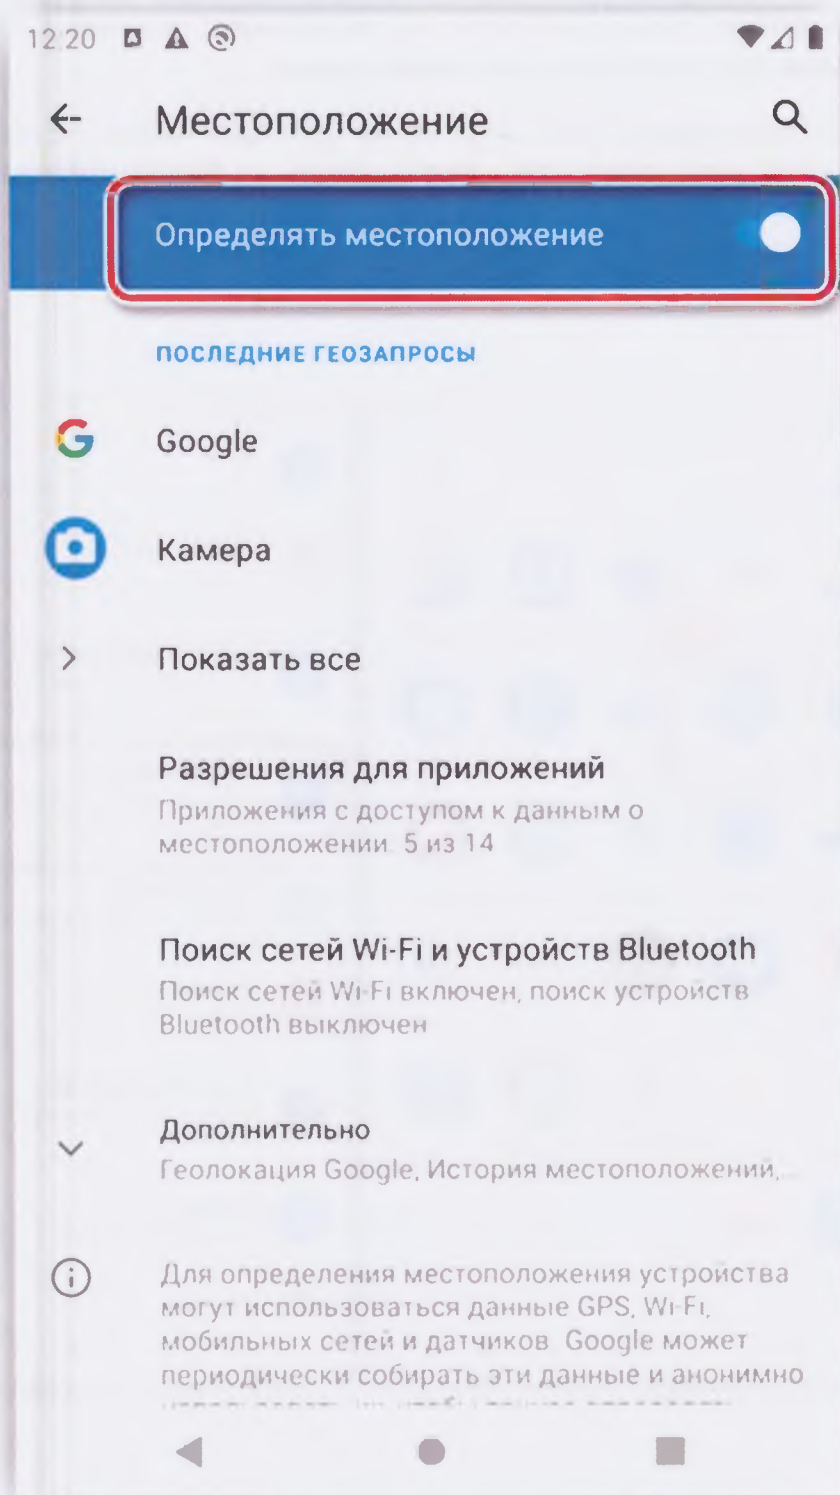 12:20
Местоположение
Определять местоположение
ПОСЛЕДНИЕ ГЕОЗАПРОСЫ
Google
Камера
Показать все
Разрешения для приложений
Приложения с доступом к данным о
местоположении: 5 из 14
Поиск сетей Wi-Fi и устройств Bluetooth
Поиск сетей Wi-Fi включен, поиск устройств
Bluetooth выключен
Дополнительно
Геолокация Google, История местоположений,
Для определения местоположения устройства
могут использоваться данные GPS, Wi-Fi,
мобильных сетей и датчиков. Google может
периодически собирать эти данные и анонимно